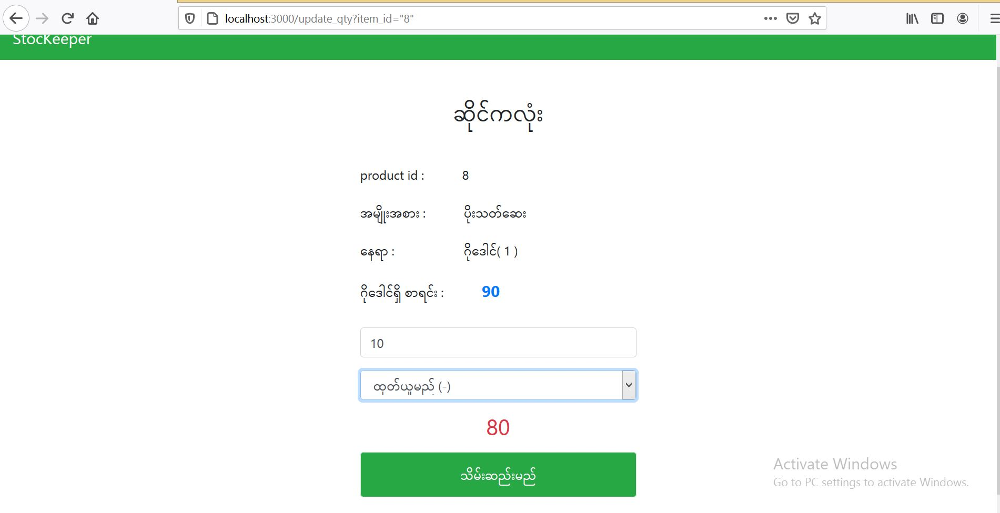 localhost:3000/update_qty?item_id="8"
StocKeeper
ဆိုင်ကလုံး
product id : 8
အမျိုးအစား : ပိုးသတ်ဆေး
နေရာ : ဂိုဒေါင်( 1 )
ဂိုဒေါင်ရှိ စာရင်း : 90
10
ထုတ်ယူမည် (-)
80
သိမ်းဆည်းမည်
Activate Windows
Go to PC settings to activate Windows.